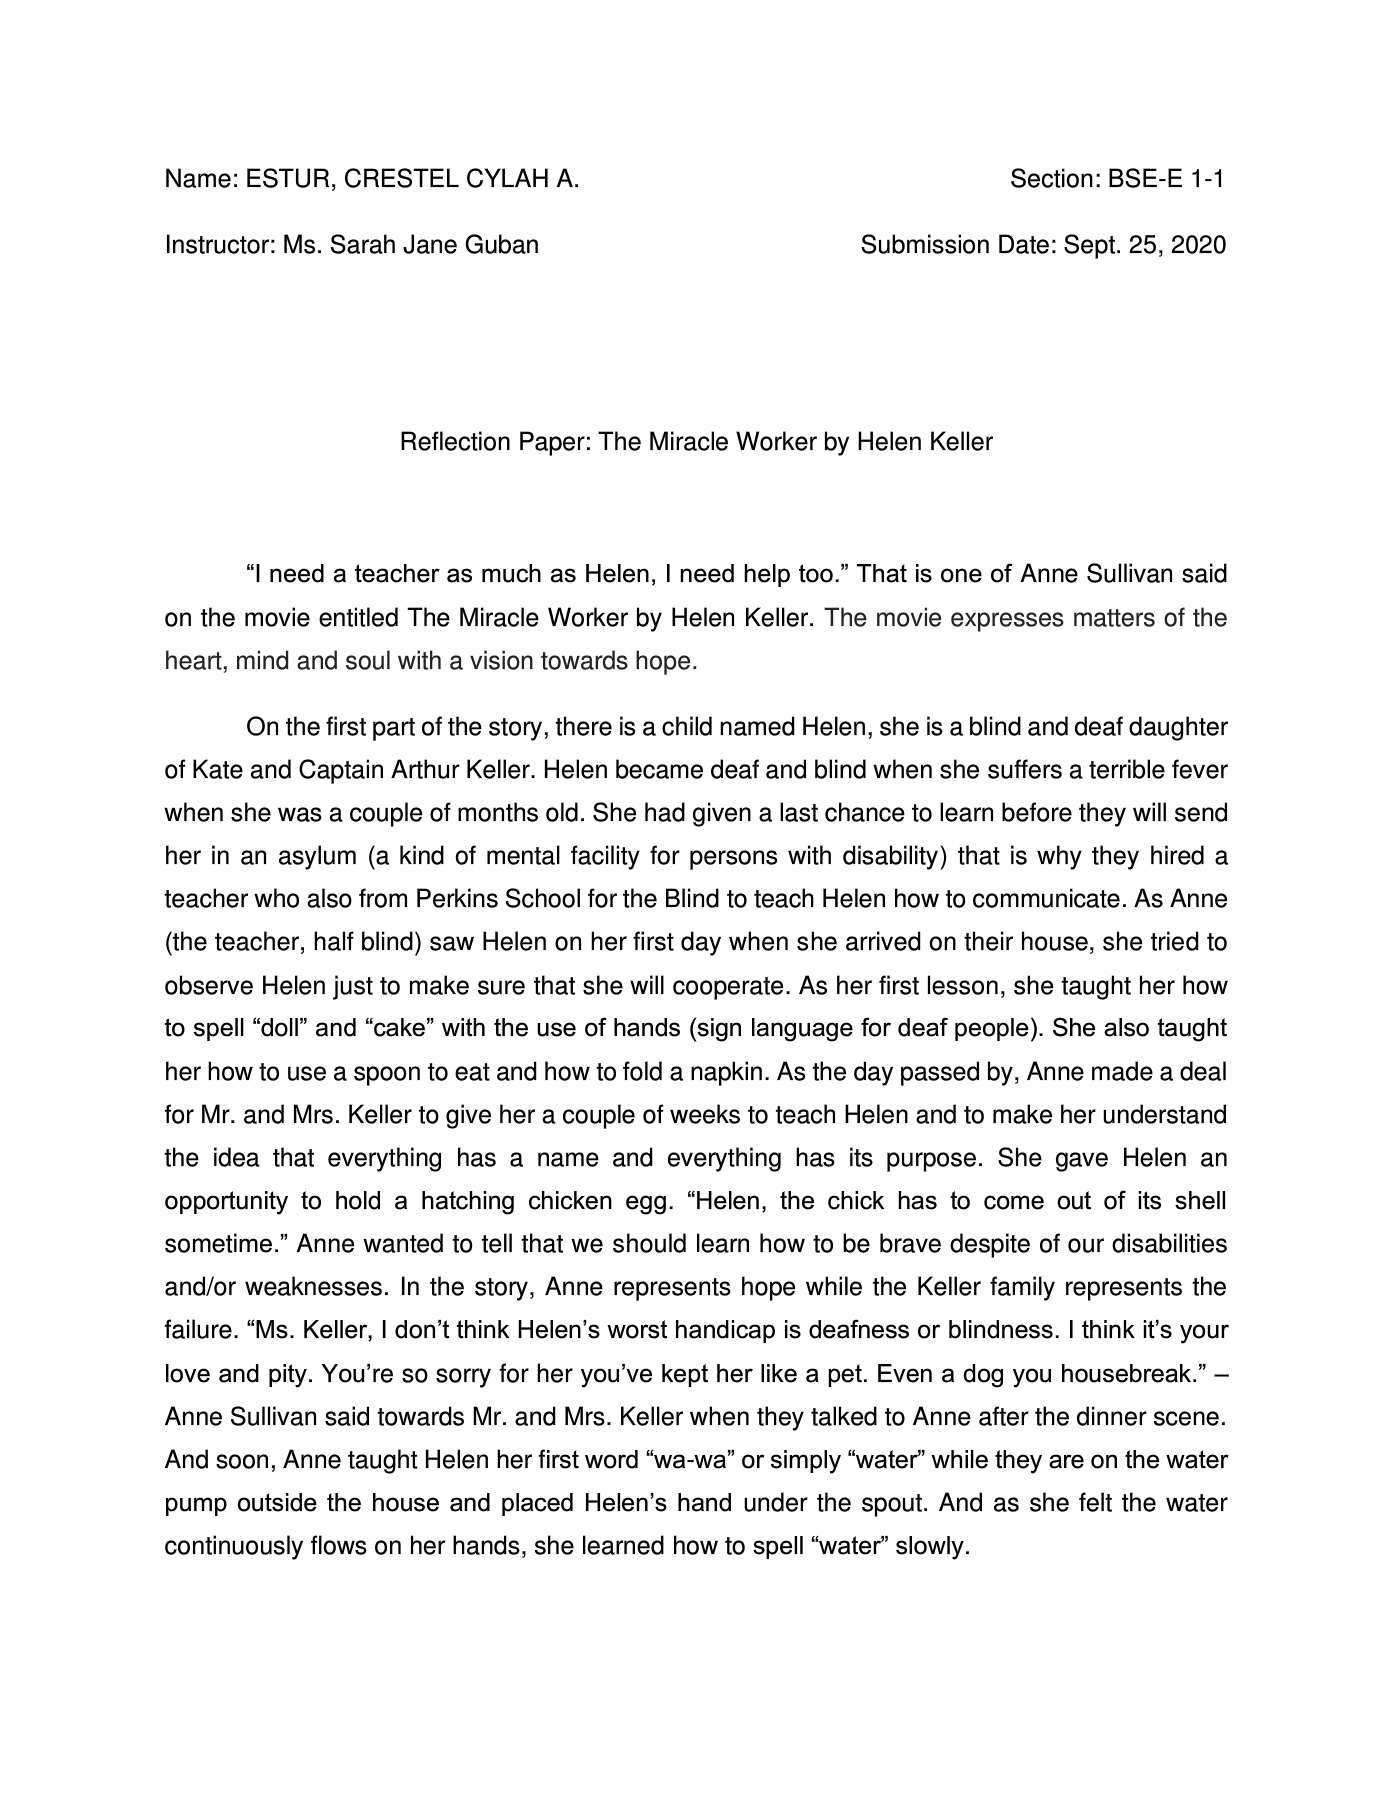 Name: ESTUR, CRESTEL CYLAH A. Section: BSE-E 1-1
Instructor: Ms. Sarah Jane Guban Submission Date: Sept. 25, 2020
Reflection Paper: The Miracle Worker by Helen Keller
“I need a teacher as much as Helen, I need help too.” That is one of Anne Sullivan said
on the movie entitled The Miracle Worker by Helen Keller. The movie expresses matters of the
heart, mind and soul with a vision towards hope.
On the first part of the story, there is a child named Helen, she is a blind and deaf daughter
of Kate and Captain Arthur Keller. Helen became deaf and blind when she suffers a terrible fever
when she was a couple of months old. She had given a last chance to learn before they will send
her in an asylum (a kind of mental facility for persons with disability) that is why they hired a
teacher who also from Perkins School for the Blind to teach Helen how to communicate. As Anne
(the teacher, half blind) saw Helen on her first day when she arrived on their house, she tried to
observe Helen just to make sure that she will cooperate. As her first lesson, she taught her how
to spell “doll” and “cake” with the use of hands (sign language for deaf people). She also taught
her how to use a spoon to eat and how to fold a napkin. As the day passed by, Anne made a deal
for Mr. and Mrs. Keller to give her a couple of weeks to teach Helen and to make her understand
the idea that everything has a name and everything has its purpose. She gave Helen an
opportunity to hold a hatching chicken egg. “Helen, the chick has to come out of its shell
sometime.” Anne wanted to tell that we should learn how to be brave despite of our disabilities
and/or weaknesses. In the story, Anne represents hope while the Keller family represents the
failure. “Ms. Keller, I don’t think Helen’s worst handicap is deafness or blindness. I think it’s your
love and pity. You’re so sorry for her you’ve kept her like a pet. Even a dog you housebreak.” –
Anne Sullivan said towards Mr. and Mrs. Keller when they talked to Anne after the dinner scene.
And soon, Anne taught Helen her first word “wa-wa” or simply “water” while they are on the water
pump outside the house and placed Helen’s hand under the spout. And as she felt the water
continuously flows on her hands, she learned how to spell “water” slowly.